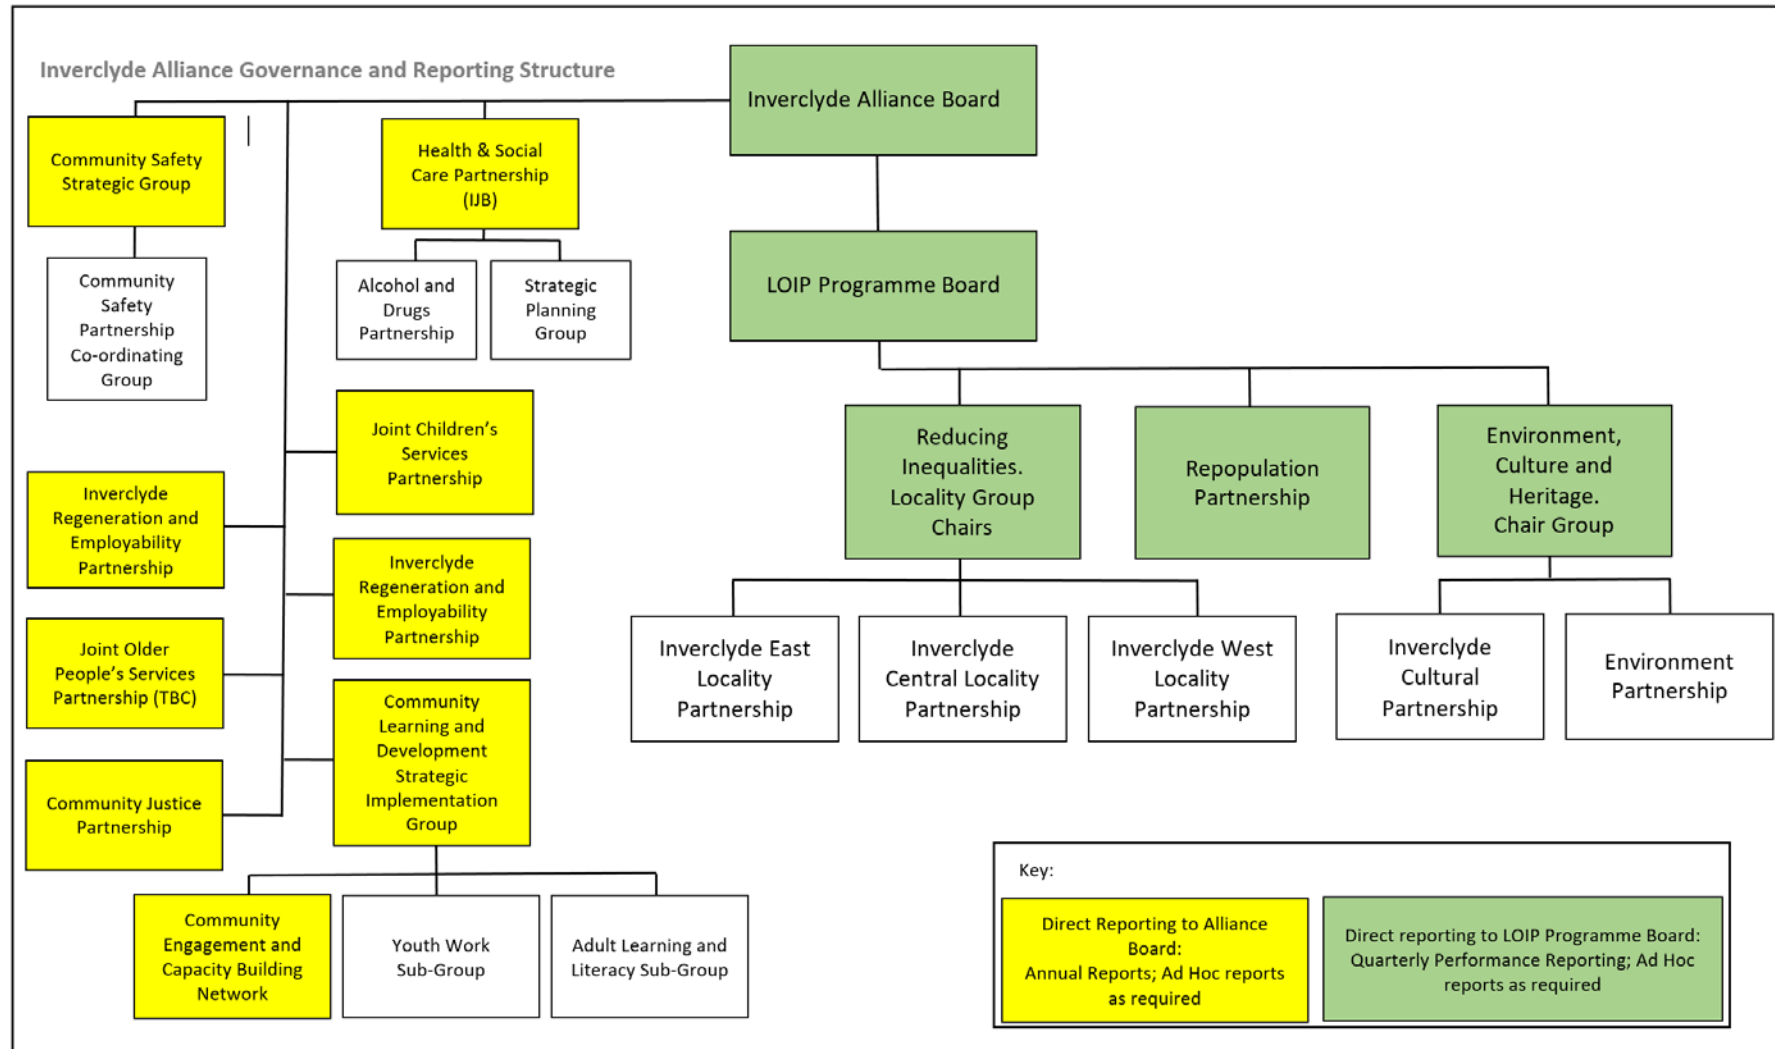 Inverclyde Alliance Governance and Reporting Structure
Inverclyde Alliance Board
Community Safety
Strategic Group
Health & Social
Care Partnership
(IJB)
LOIP Programme Board
Community
Safety
Partnership
Co-ordinating
Group
Alcohol and
Drugs
Partnership
Strategic
Planning
Group
Joint Children’s
Services
Partnership
Reducing
Inequalities.
Locality Group
Chairs
Repopulation
Partnership
Environment,
Culture and
Heritage.
Chair Group
Inverclyde
Regeneration and
Employability
Partnership
Inverclyde
Regeneration and
Employability
Partnership
Joint Older
People’s Services
Partnership (TBC)
Inverclyde East
Locality
Partnership
Inverclyde
Central Locality
Partnership
Inverclyde West
Locality
Partnership
Inverclyde
Cultural
Partnership
Environment
Partnership
Community
Learning and
Development
Strategic
Implementation
Group
Community Justice
Partnership
Community
Engagement and
Capacity Building
Network
Youth Work
Sub-Group
Adult Learning and
Literacy Sub-Group
Key:
Direct Reporting to Alliance
Board:
Annual Reports; Ad Hoc reports
as required
Direct reporting to LOIP Programme Board:
Quarterly Performance Reporting; Ad Hoc
reports as required